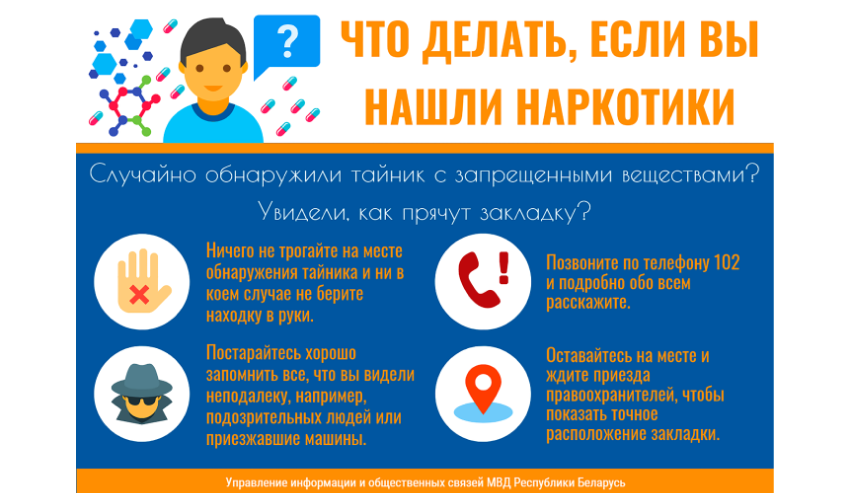 ?
ЧТО ДЕЛАТЬ, ЕСЛИ ВЫ
НАШЛИ НАРКОТИКИ
Случайно обнаружили тайник с запрещенными веществами?
Увидели, как прячут закладку?
Ничего не трогайте на месте
обнаружения тайника и ни в
коем случае не берите
находку в руки.
Позвоните по телефону 102
и подробно обо всем
расскажите.
Постарайтесь хорошо
запомнить все, что вы видели
неподалеку, например,
подозрительных людей или
приезжавшие машины.
Оставайтесь на месте и
ждите приезда
правоохранителей, чтобы
показать точное
расположение закладки.
Управление информации и общественных связей МВД Республики Беларусь